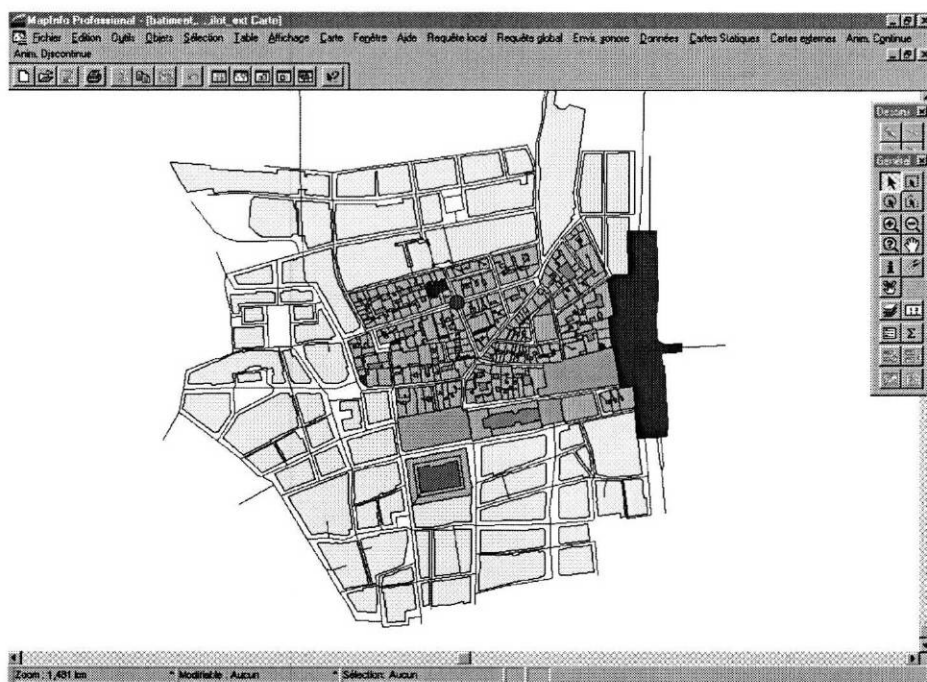 MapInfo Professional - [batiment,...,ilot_ext Carte]
Fichier Edition Outils Objets Sélection Table Affichage Carte Fenêtre Aide Requête local Requête global Envir. sonore Données Cartes Statiques Cartes externes Anim. Continue
Anim. Discontinue
Dessins
Général
Zoom : 1,481 km Modifiable : Aucun Sélection: Aucun